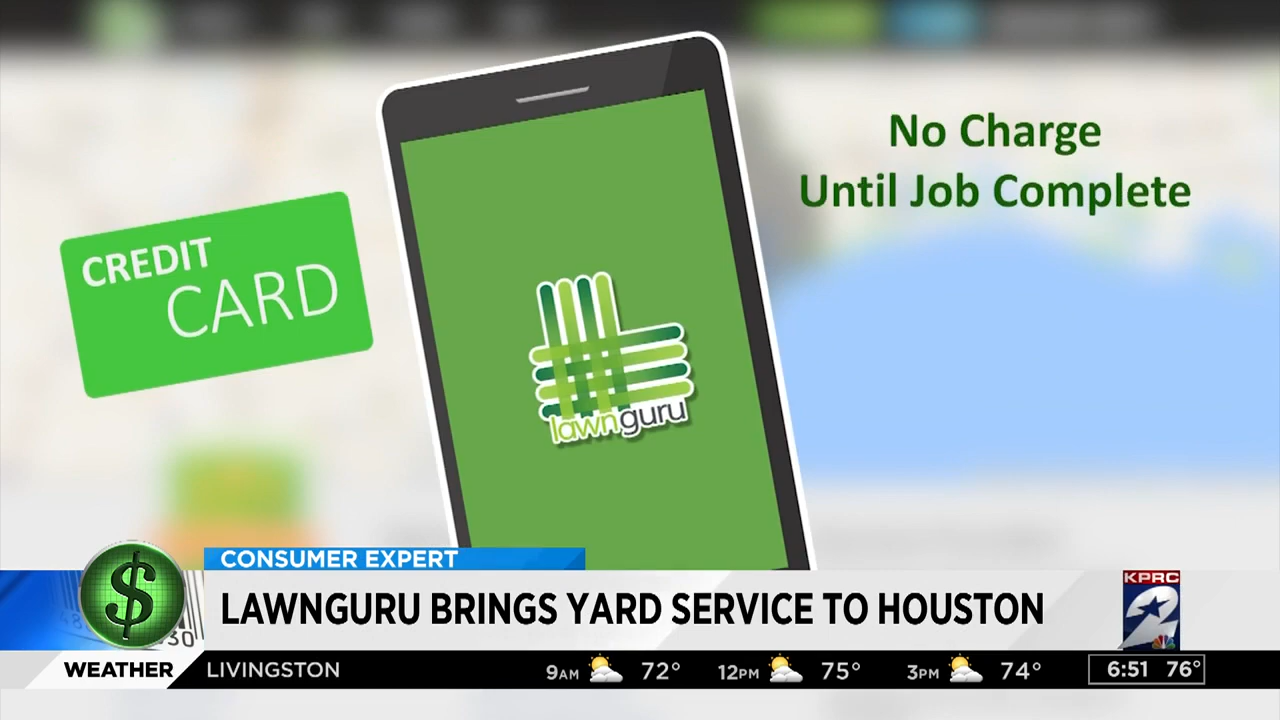 No Charge
Until Job Complete
CREDIT
CARD
lawnguru
CONSUMER EXPERT
LAWNGURU BRINGS YARD SERVICE TO HOUSTON
KPRC
2
WEATHER LIVINGSTON 9AM 72° 12PM 75° 3PM 74° 6:51 76°